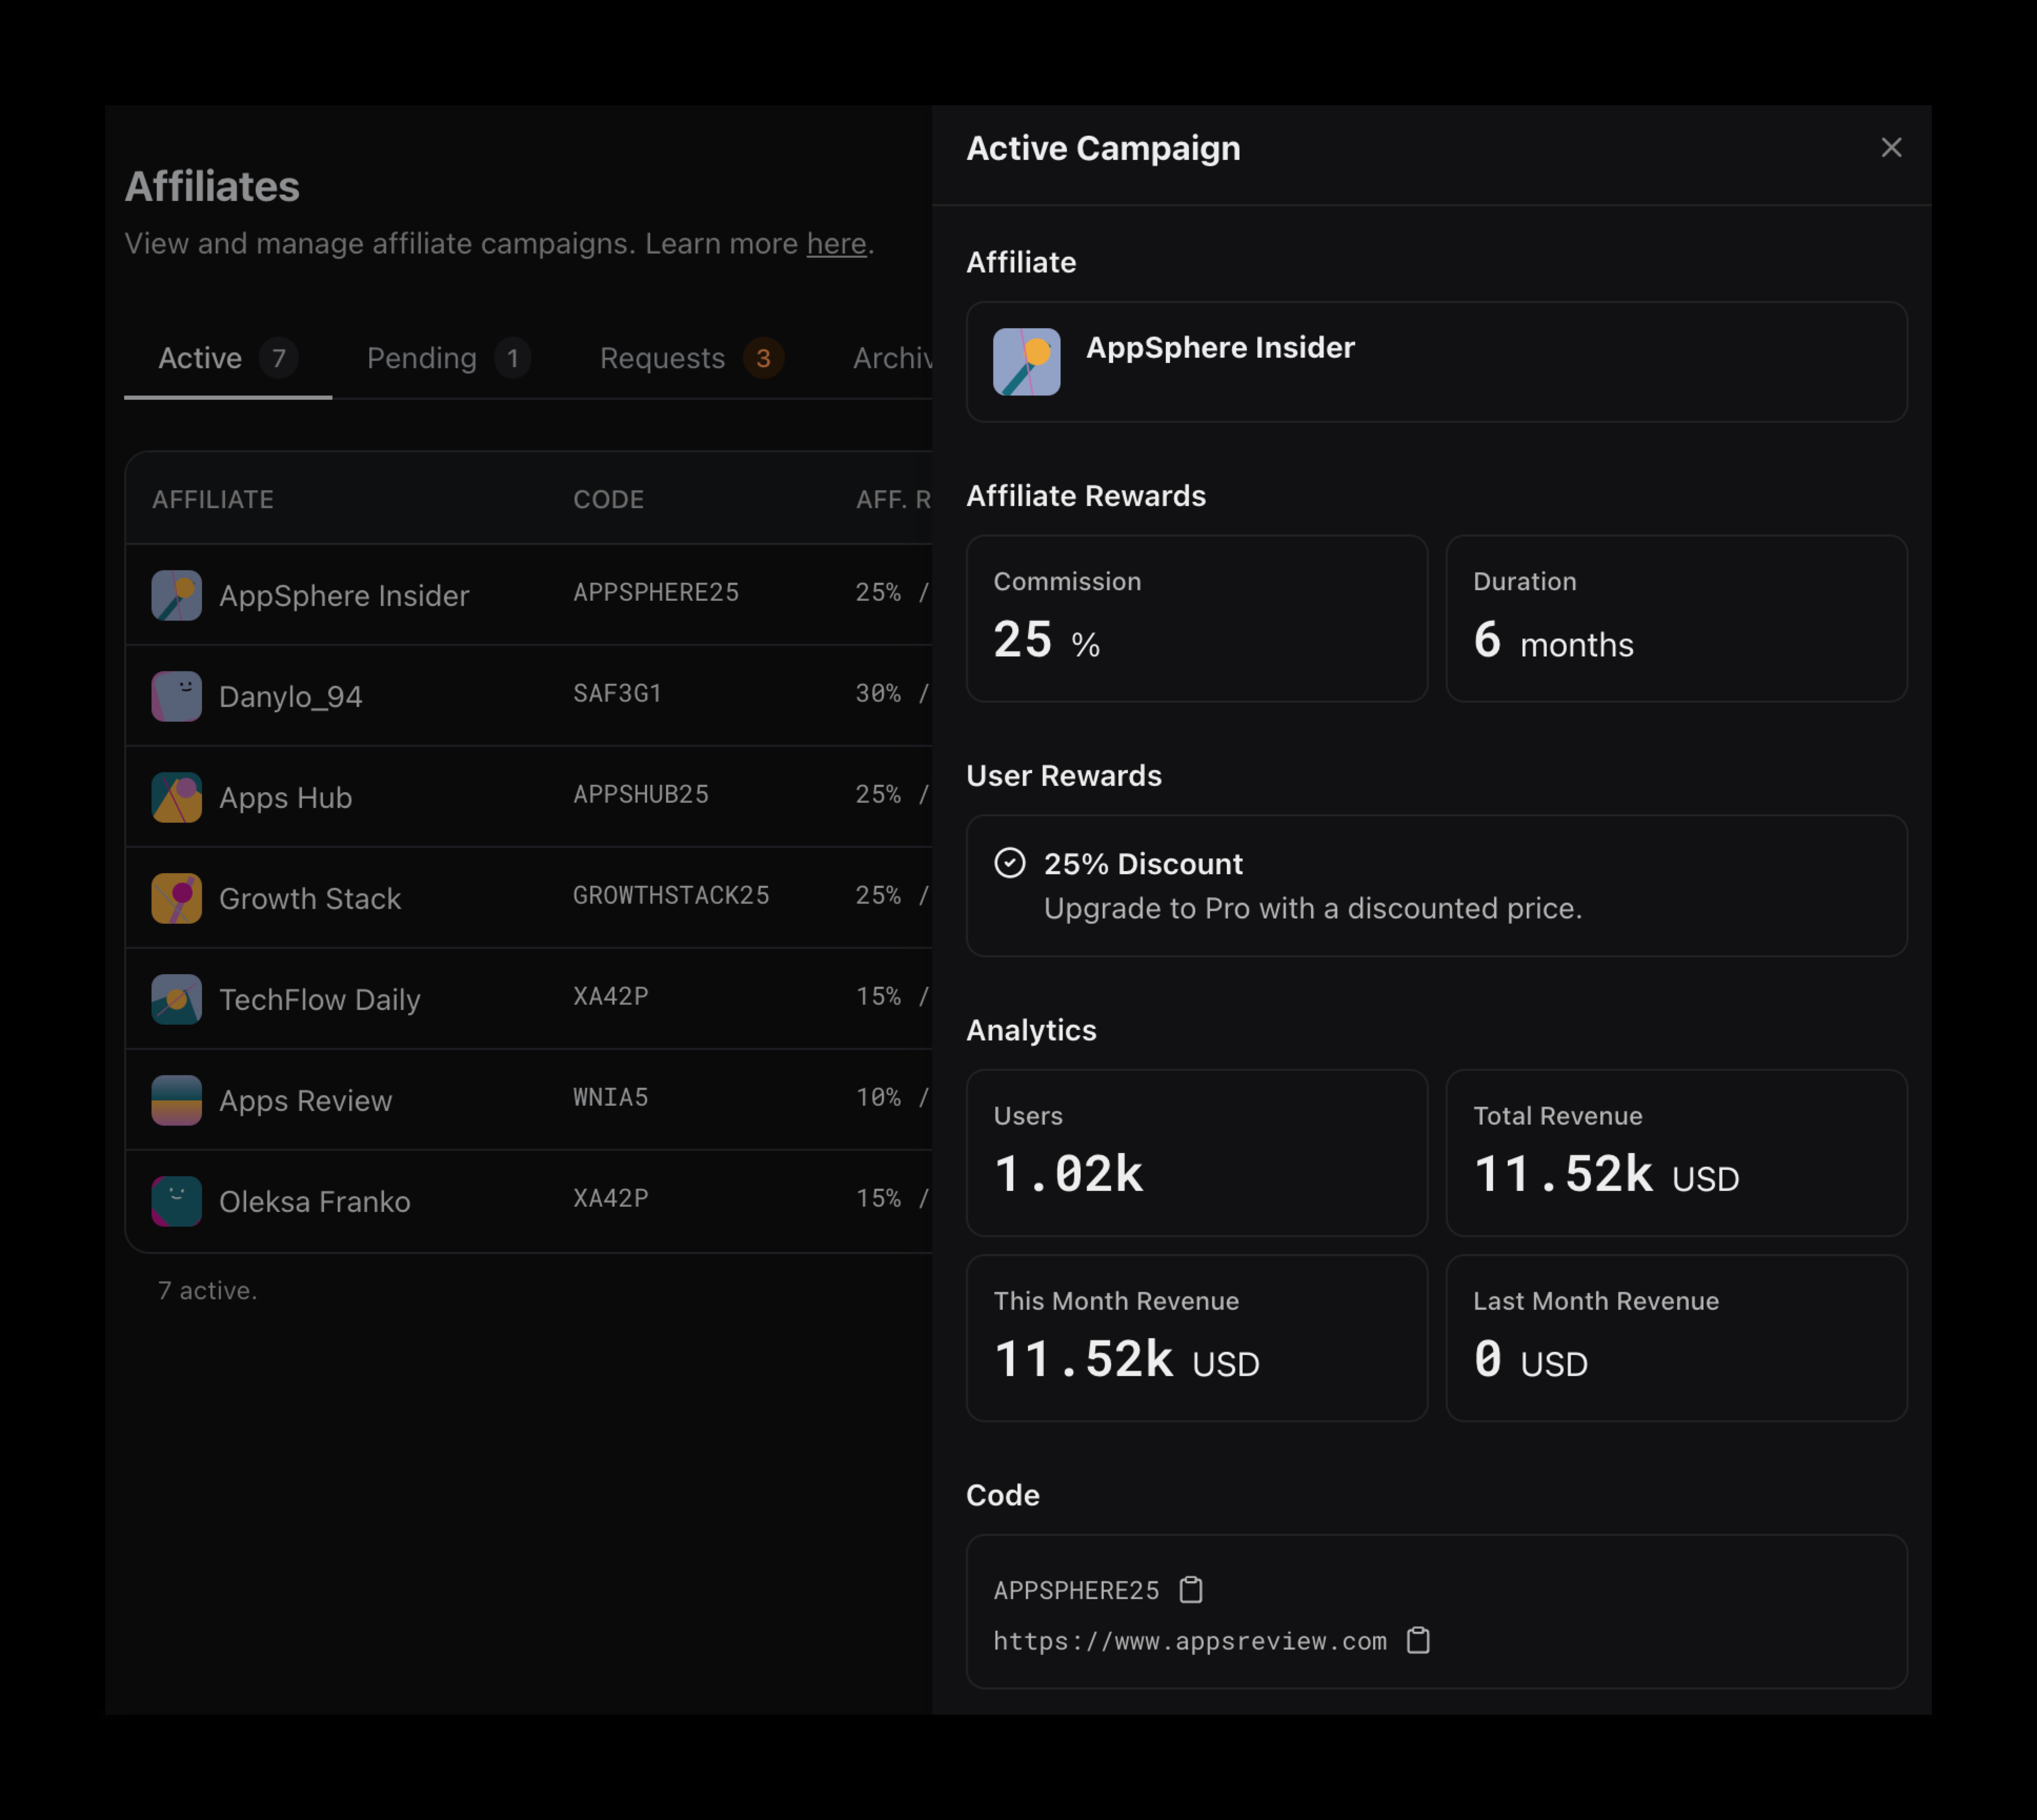 Affiliates
View and manage affiliate campaigns. Learn more here.
Active 7 Pending 1 Requests 3 Archiv
AFFILIATE CODE AFF. R
AppSphere Insider APPSPHERE25 25% /
Danylo_94 SAF3G1 30% /
Apps Hub APPSHUB25 25% /
Growth Stack GROWTHSTACK25 25% /
TechFlow Daily XA42P 15% /
Apps Review WNIA5 10% /
Oleksa Franko XA42P 15% /
7 active.
Active Campaign
Affiliate
AppSphere Insider
Affiliate Rewards
Commission
25 %
Duration
6 months
User Rewards
25% Discount
Upgrade to Pro with a discounted price.
Analytics
Users
1.02k
Total Revenue
11.52k USD
This Month Revenue
11.52k USD
Last Month Revenue
0 USD
Code
APPSPHERE25
https://www.appsreview.com